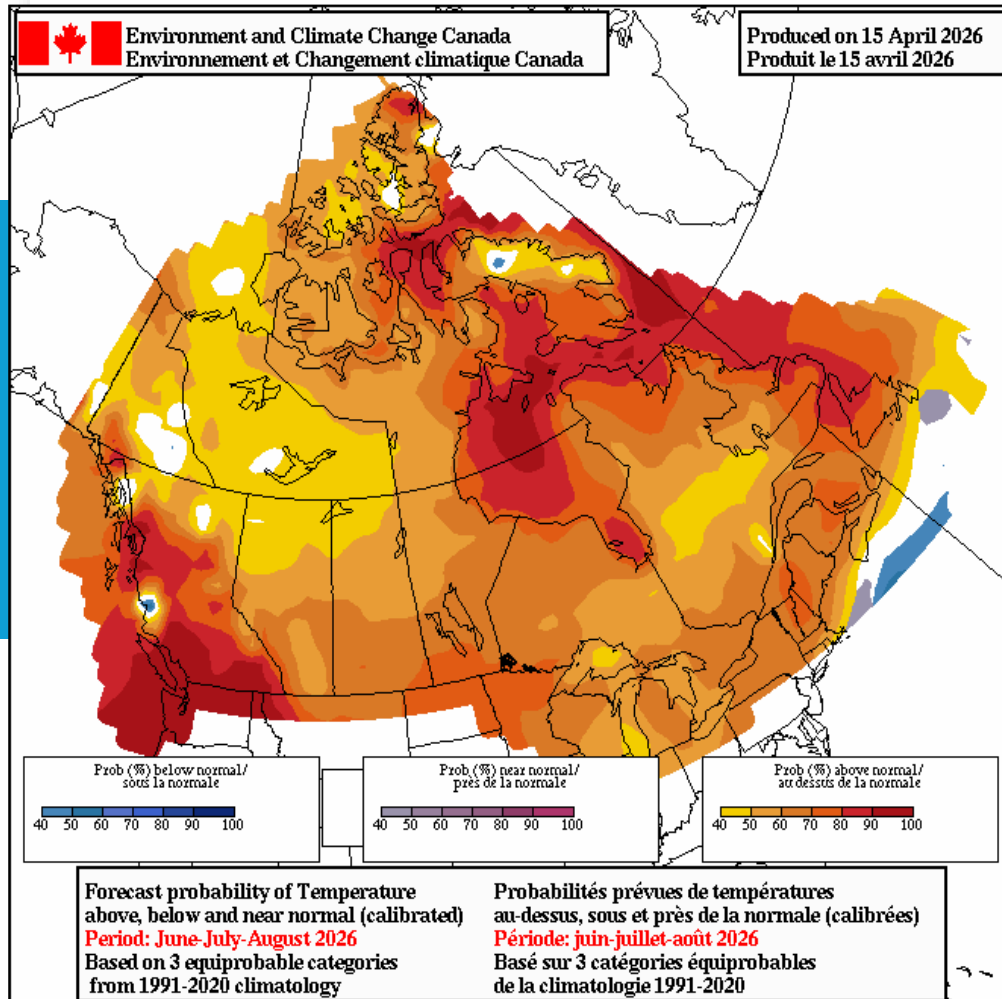 Environment and Climate Change Canada
Environnement et Changement climatique Canada
Produced on 15 April 2026
Produit le 15 avril 2026
Prob (%) below normal/
sous la normale
40 50 60 70 80 90 100
Prob (%) near normal/
près de la normale
40 50 60 70 80 90 100
Prob (%) above normal/
au dessus de la normale
40 50 60 70 80 90 100
Forecast probability of Temperature
above, below and near normal (calibrated)
Period: June-July-August 2026
Based on 3 equiprobable categories
from 1991-2020 climatology
Probabilités prévues de températures
au-dessus, sous et près de la normale (calibrées)
Période: juin-juillet-août 2026
Basé sur 3 catégories équiprobables
de la climatologie 1991-2020